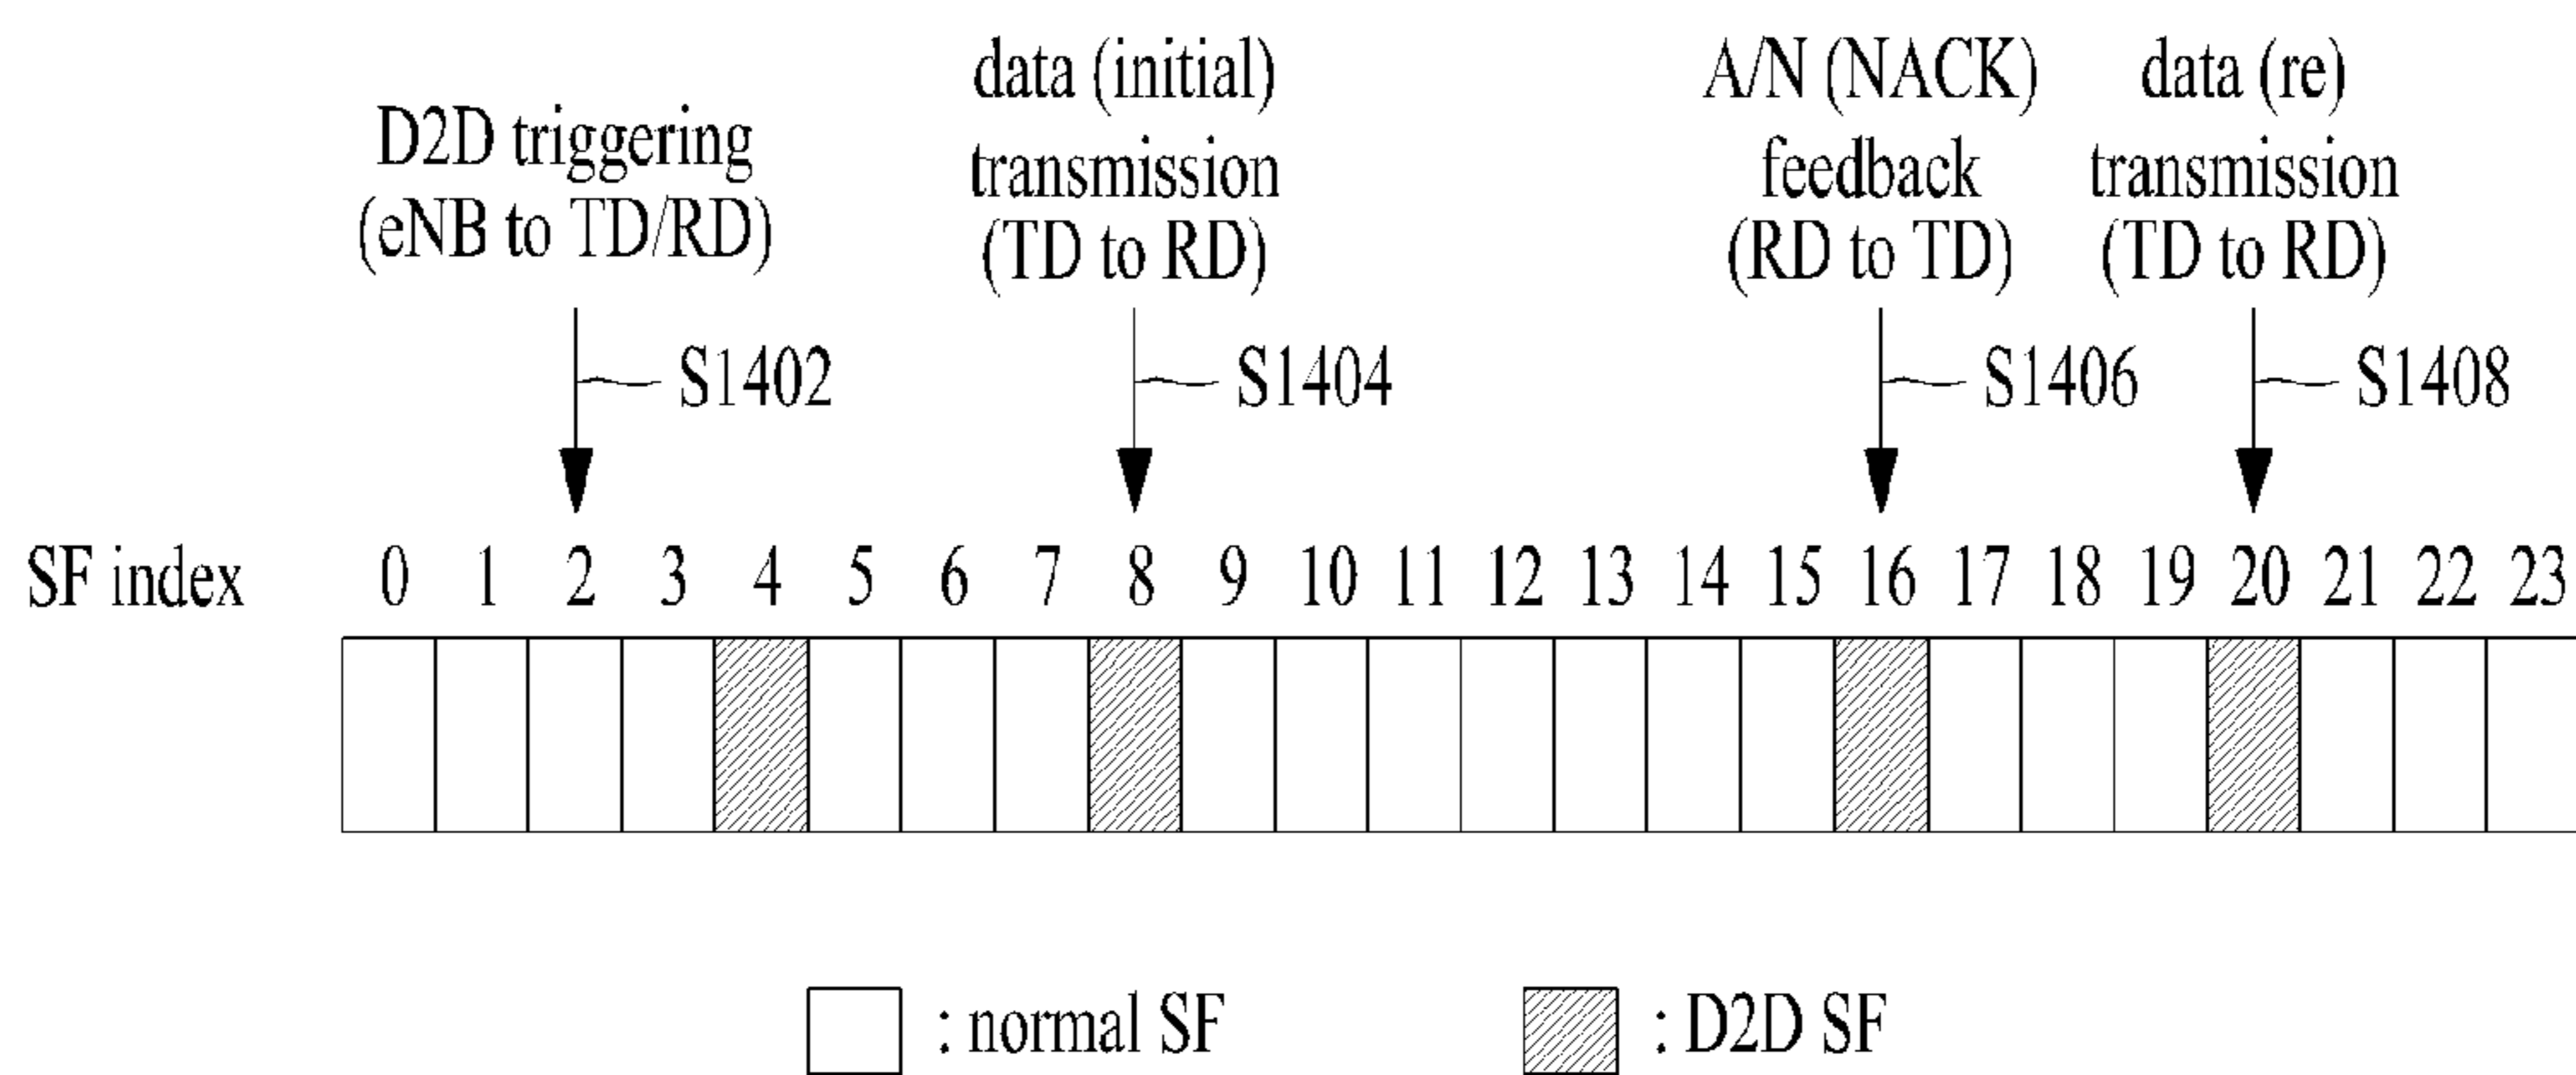 D2D triggering
(eNB to TD/RD)
data (initial)
transmission
(TD to RD)
A/N (NACK)
feedback
(RD to TD)
data (re)
transmission
(TD to RD)
S1402
S1404
S1406
S1408
SF index 0 1 2 3 4 5 6 7 8 9 10 11 12 13 14 15 16 17 18 19 20 21 22 23
: normal SF
: D2D SF